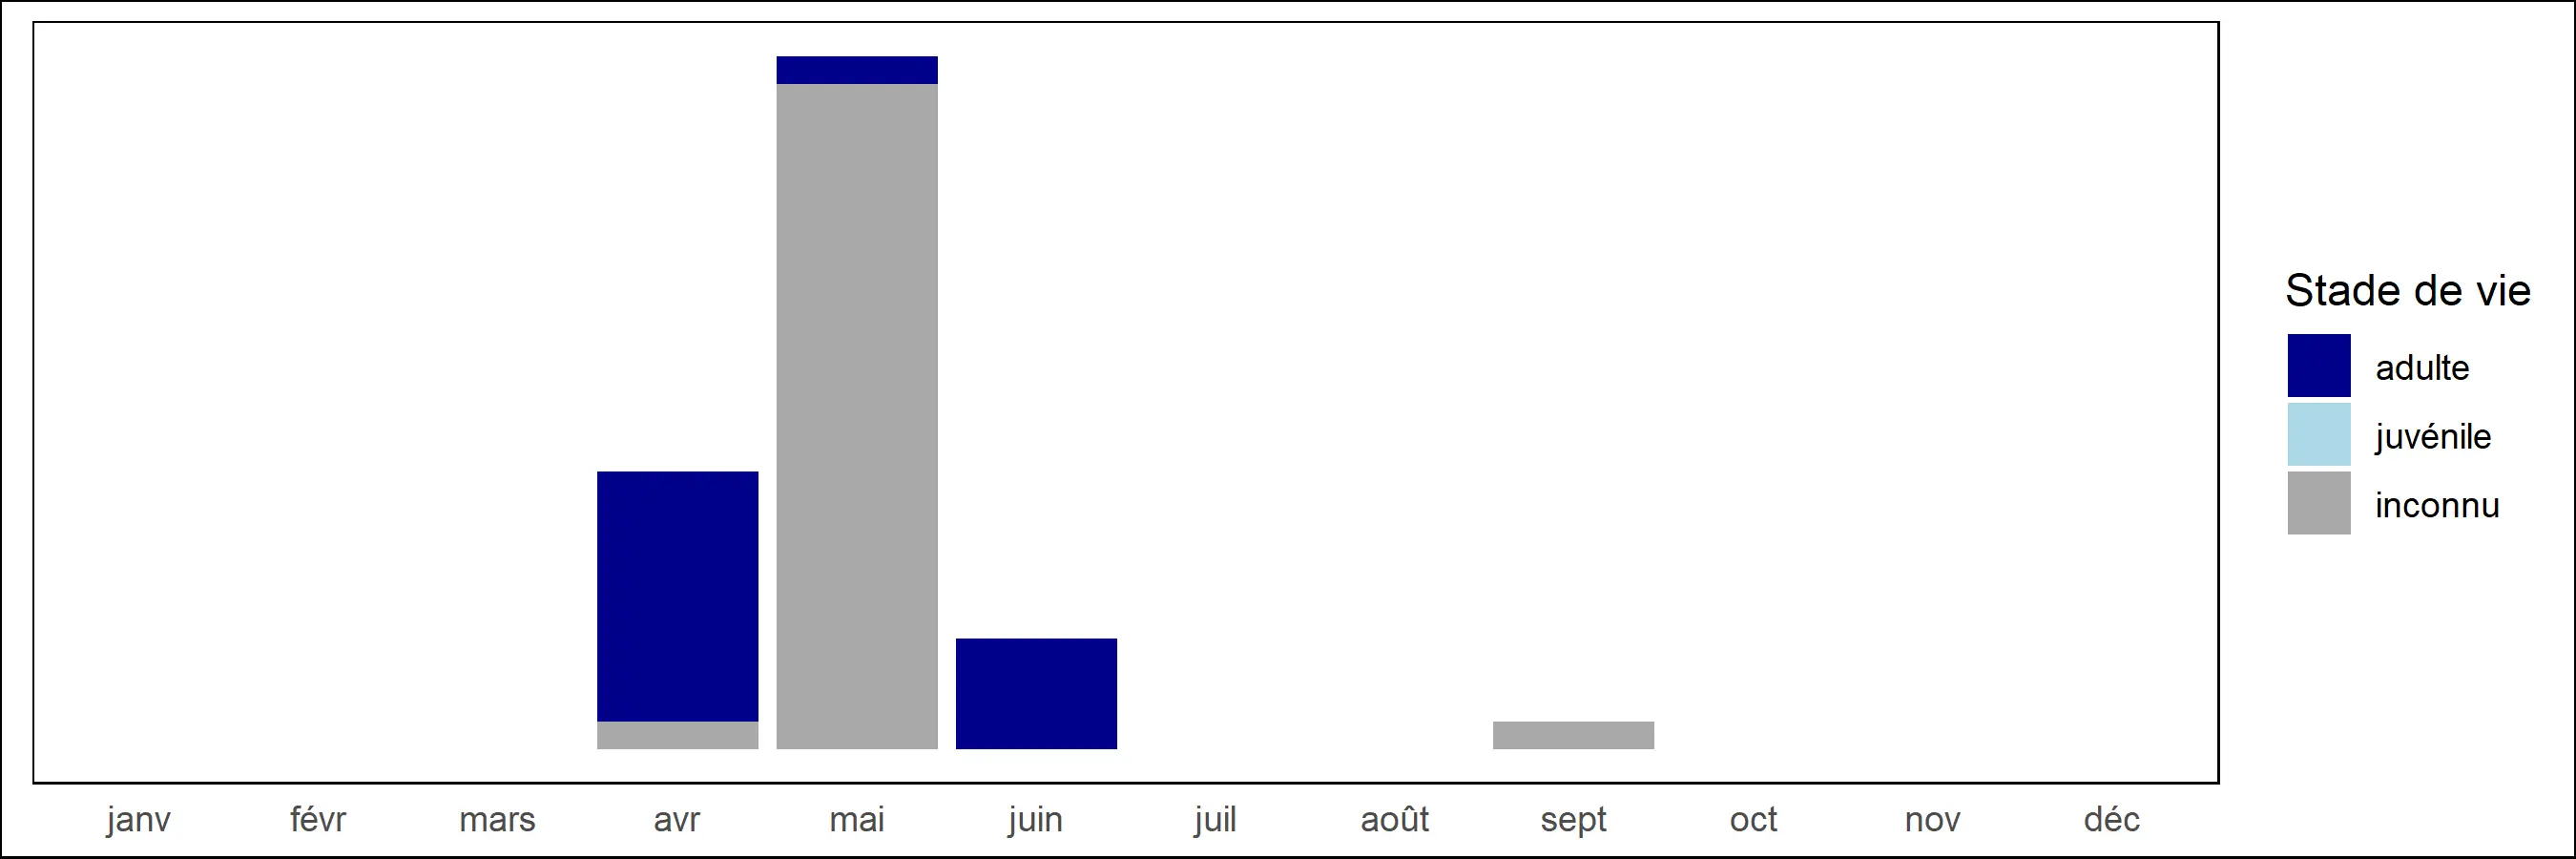 Stade de vie
adulte
juvénile
inconnu
janv févr mars avr mai juin juil août sept oct nov déc